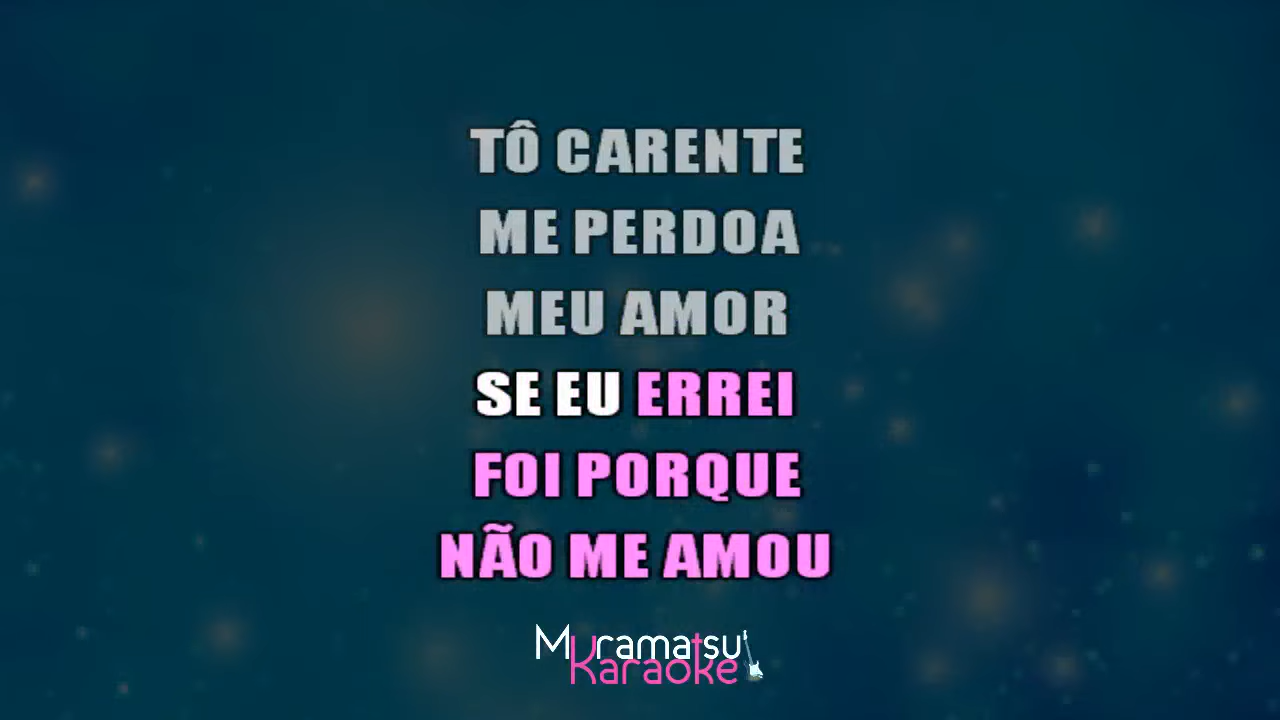 TÔ CARENTE
ME PERDOA
MEU AMOR
SE EU ERREI
FOI PORQUE
NÃO ME AMOU
Muramatsu
Karaoke